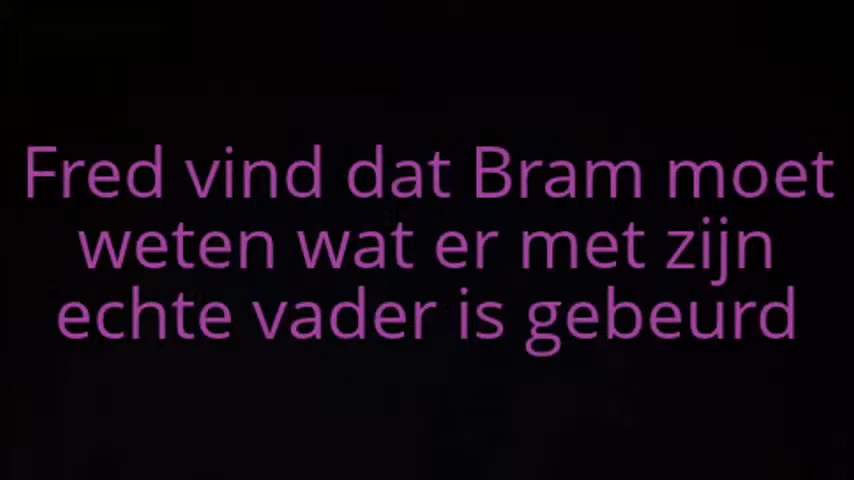 Fred vind dat Bram moet
weten wat er met zijn
echte vader is gebeurd